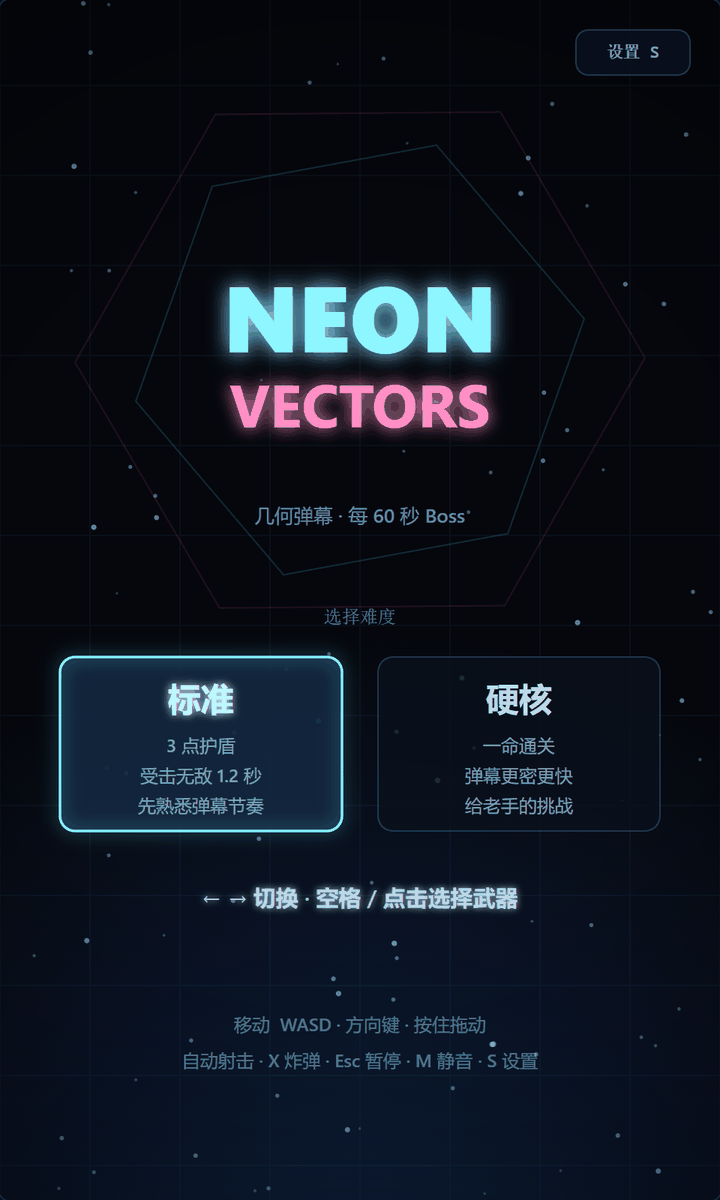 设置 S
NEON
VECTORS
几何弹幕 · 每 60 秒 Boss
选择难度
标准
3 点护盾
受击无敌 1.2 秒
先熟悉弹幕节奏
硬核
一命通关
弹幕更密更快
给老手的挑战
← → 切换 · 空格 / 点击选择武器
移动 WASD · 方向键 · 按住拖动
自动射击 · X 炸弹 · Esc 暂停 · M 静音 · S 设置